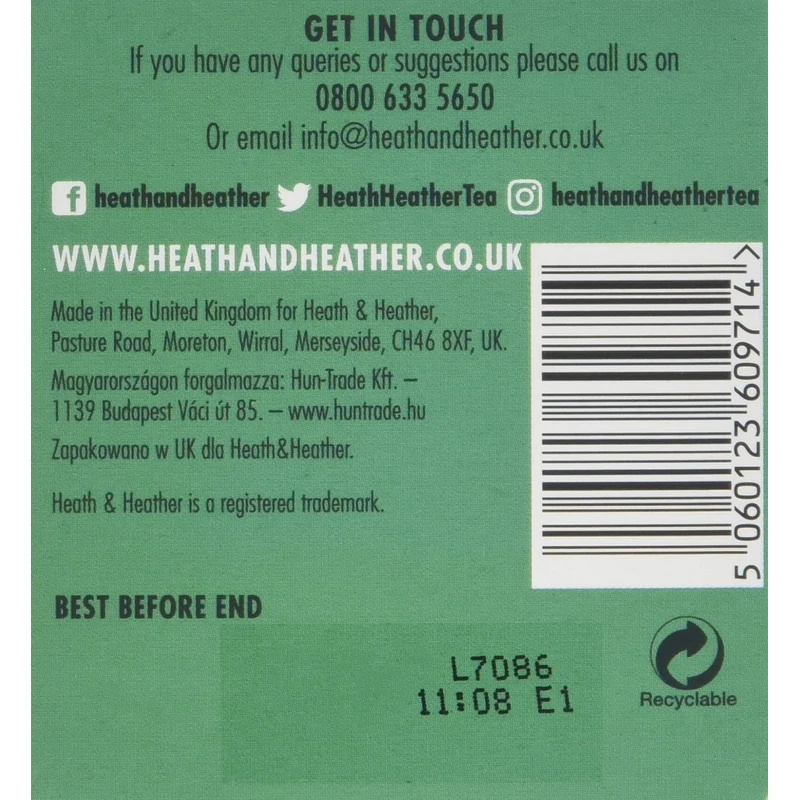 GET IN TOUCH
If you have any queries or suggestions please call us on
0800 633 5650
Or email info@heathandheather.co.uk
heathandheather HeathHeatherTea heathandheathertea
WWW.HEATHANDHEATHER.CO.UK
Made in the United Kingdom for Heath & Heather,
Pasture Road, Moreton, Wirral, Merseyside, CH46 8XF, UK.
Magyarországon forgalmazza: Hun-Trade Kft. –
1139 Budapest Váci út 85. – www.huntrade.hu
Zapakowano w UK dla Heath&Heather.
Heath & Heather is a registered trademark.
5 060123 609714 >
BEST BEFORE END
L7086
11:08 E1
Recyclable